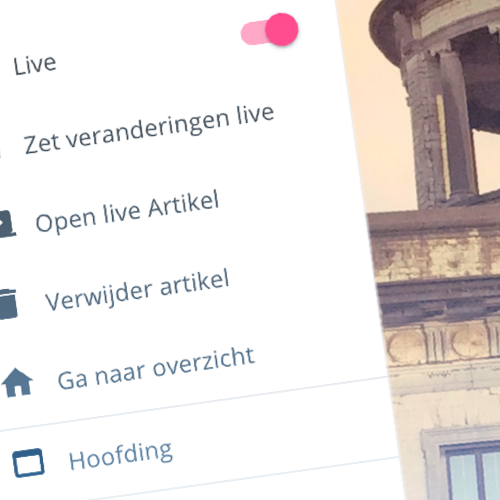 Live
Zet veranderingen live
Open live Artikel
Verwijder artikel
Ga naar overzicht
Hoofding